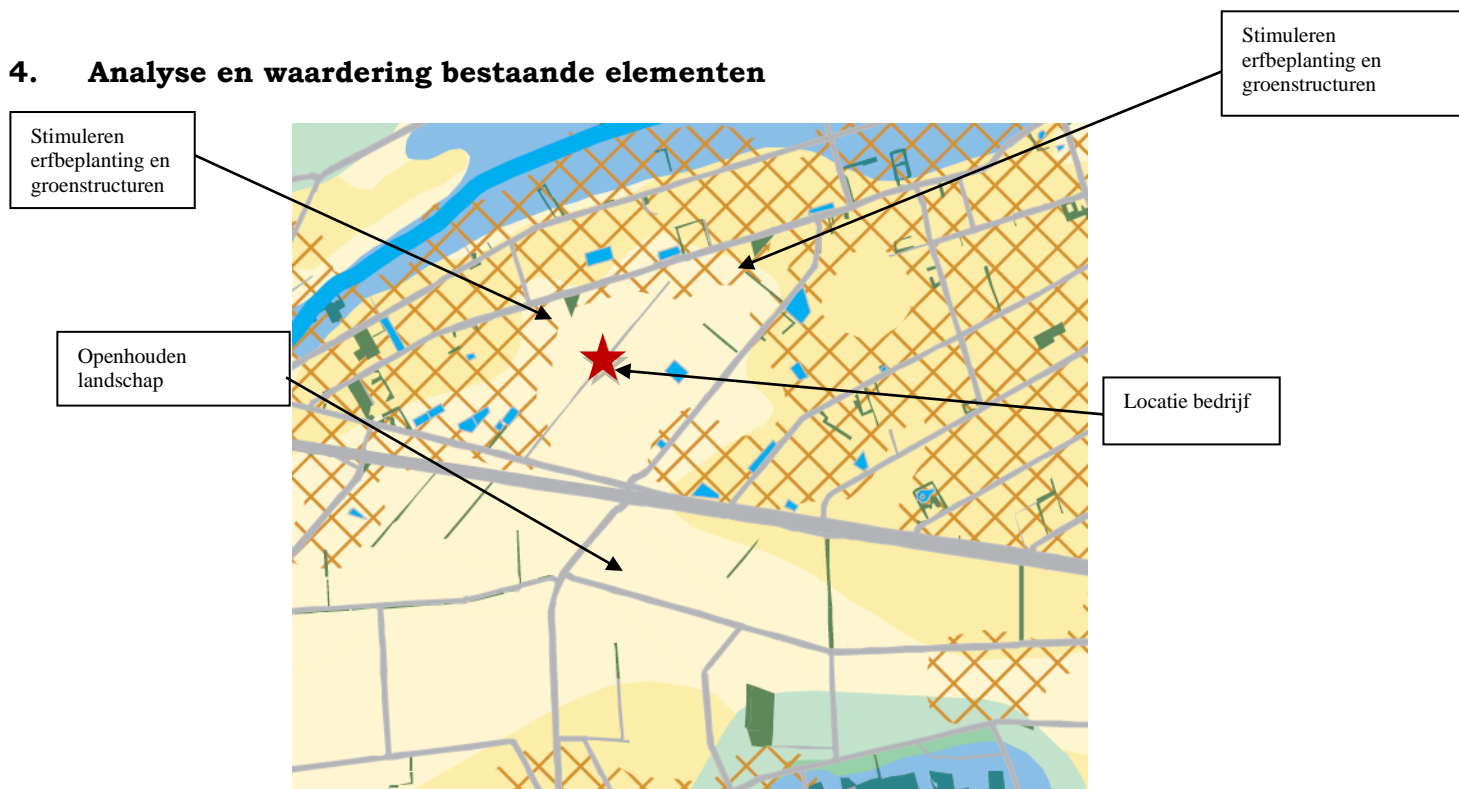 Stimuleren
erfbeplanting en
groenstructuren
4. Analyse en waardering bestaande elementen
Stimuleren
erfbeplanting en
groenstructuren
Openhouden
landschap
Locatie bedrijf